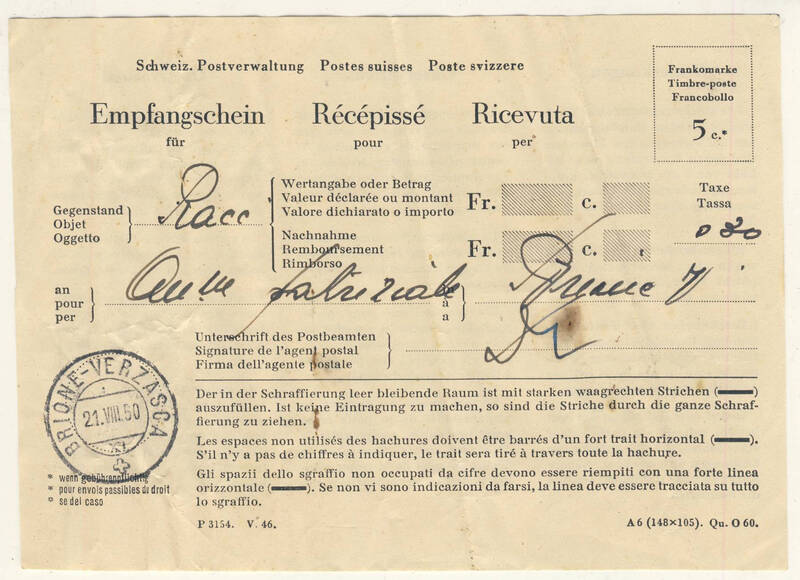 Schweiz. Postverwaltung Postes suisses Poste svizzere
Frankomarke
Timbre-poste
Francobollo
5 c.*
Empfangschein Récépissé Ricevuta
für pour per
Gegenstand
Objet
Oggetto
Racc
Wertangabe oder Betrag
Valeur déclarée ou montant
Valore dichiarato o importo
Fr. c.
Nachnahme
Remboursement
Rimborso
Fr. c.
Taxe
Tassa
0 30
an
pour
per
in
à
a
Unterschrift des Postbeamten
Signature de l'agent postal
Firma dell'agente postale
BRIONE-VERZASCA
21.VIII.50
XI
Der in der Schraffierung leer bleibende Raum ist mit starken waagrechten Strichen (▬)
auszufüllen. Ist keine Eintragung zu machen, so sind die Striche durch die ganze Schraf-
fierung zu ziehen.
Les espaces non utilisés des hachures doivent être barrés d'un fort trait horizontal (▬).
S'il n'y a pas de chiffres à indiquer, le trait sera tiré à travers toute la hachure.
Gli spazii dello sgraffio non occupati da cifre devono essere riempiti con una forte linea
orizzontale (▬). Se non vi sono indicazioni da farsi, la linea deve essere tracciata su tutto
lo sgraffio.
* wenn gebührenpflichtig
* pour envois passibles du droit
* se del caso
P 3154. V. 46. A 6 (148×105). Qu. O 60.